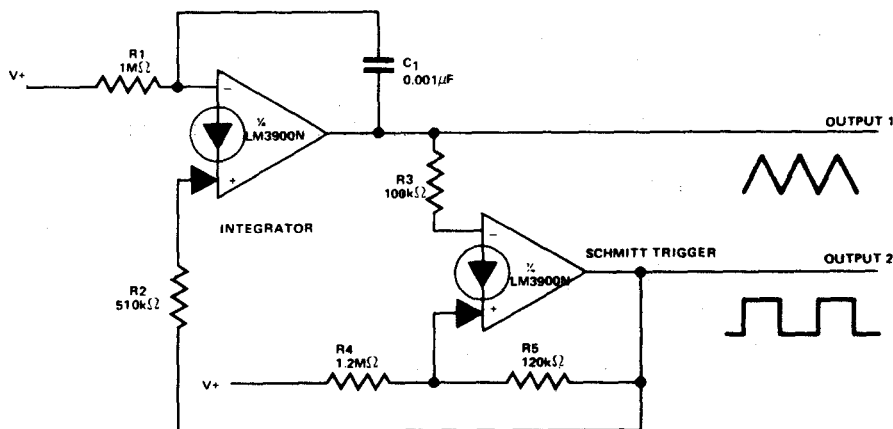 R1
1MΩ
V+
C1
0.001μF
−
¼
LM3900N
+
OUTPUT 1
R3
100kΩ
INTEGRATOR
−
SCHMITT TRIGGER
OUTPUT 2
¼
LM3900N
+
R2
510kΩ
R4
1.2MΩ
R5
120kΩ
V+